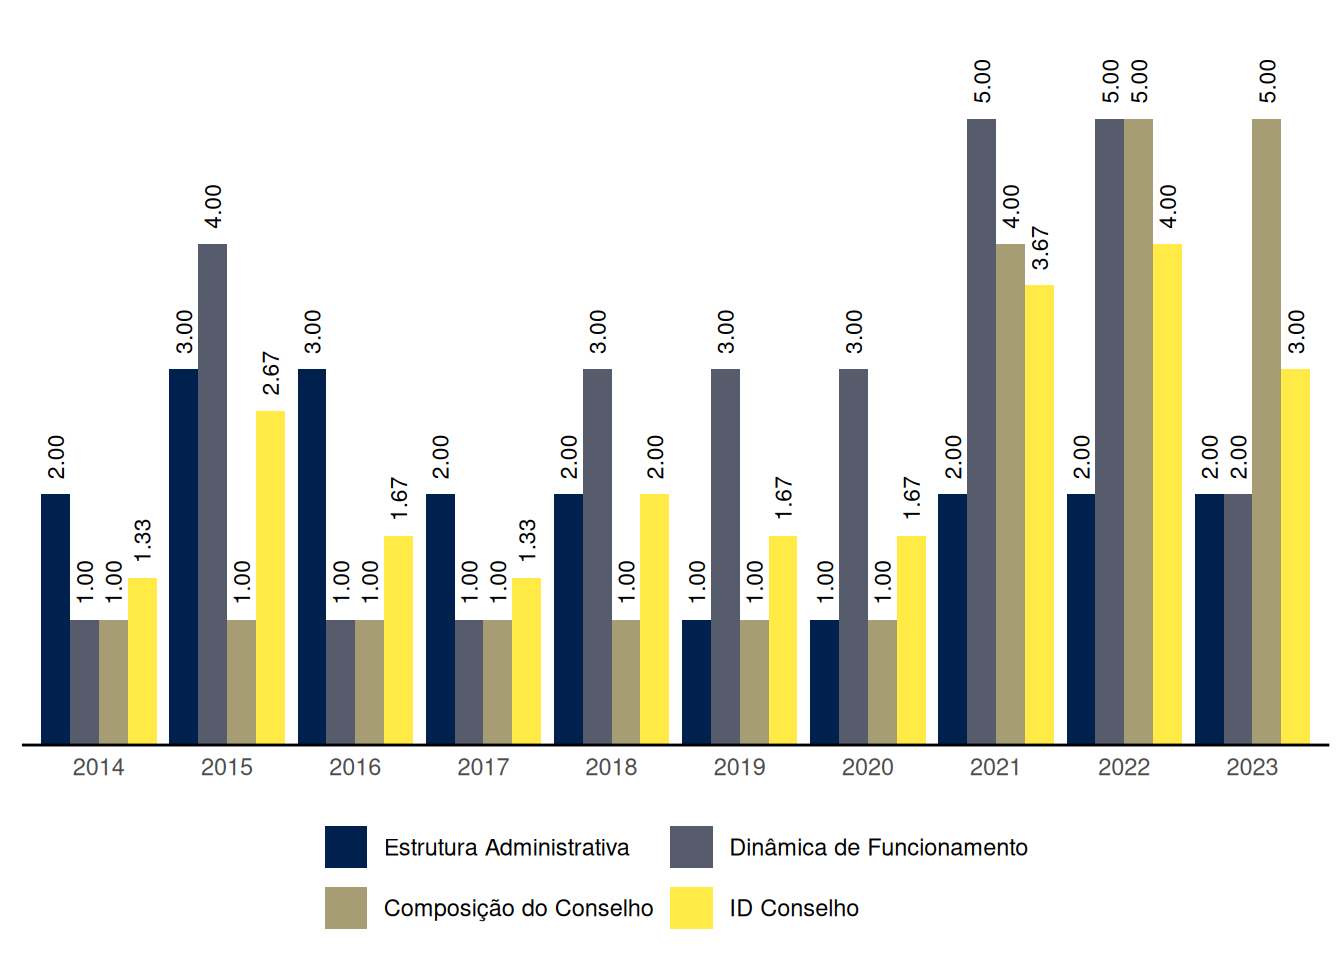 5.00 5.00 5.00 5.00
4.00 4.00 4.00
3.67
3.00 3.00 3.00 3.00 3.00 3.00
2.67
2.00 2.00 2.00 2.00 2.00 2.00 2.00 2.00
1.33 1.67 1.33 1.67 1.67
1.00 1.00 1.00 1.00 1.00 1.00 1.00 1.00 1.00 1.00 1.00 1.00
2014 2015 2016 2017 2018 2019 2020 2021 2022 2023
Estrutura Administrativa Dinâmica de Funcionamento
Composição do Conselho ID Conselho